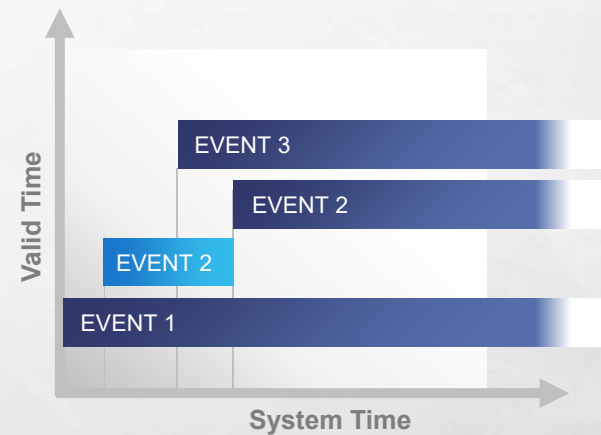 Valid Time
EVENT 3
EVENT 2
EVENT 2
EVENT 1
System Time